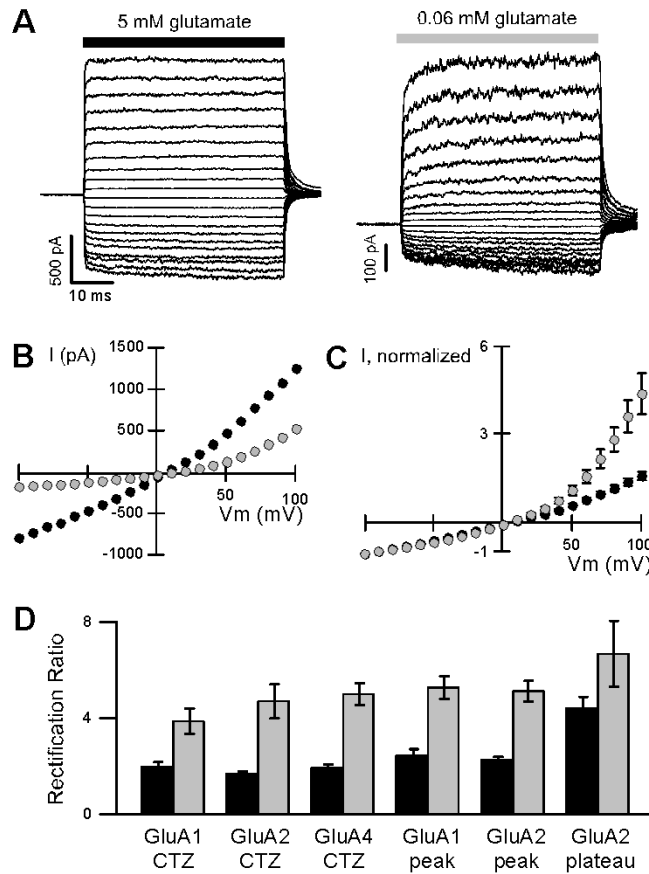 A
5 mM glutamate
0.06 mM glutamate
500 pA
10 ms
100 pA
B
I (pA)
1500
1000
500
50
100
Vm (mV)
-500
-1000
C
I, normalized
6
3
50
100
Vm (mV)
-1
D
Rectification Ratio
8
4
0
GluA1 CTZ
GluA2 CTZ
GluA4 CTZ
GluA1 peak
GluA2 peak
GluA2 plateau